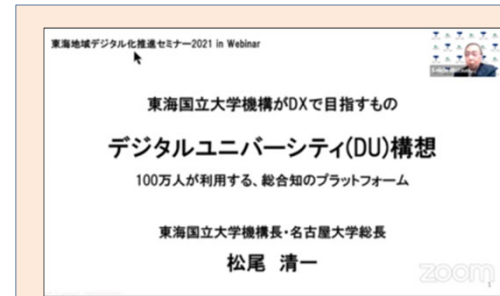 東海地域デジタル化推進セミナー2021 in Webinar
東海国立大学機構がDXで目指すもの
デジタルユニバーシティ(DU)構想
100万人が利用する、総合知のプラットフォーム
東海国立大学機構長・名古屋大学総長
松尾 清一
zoom